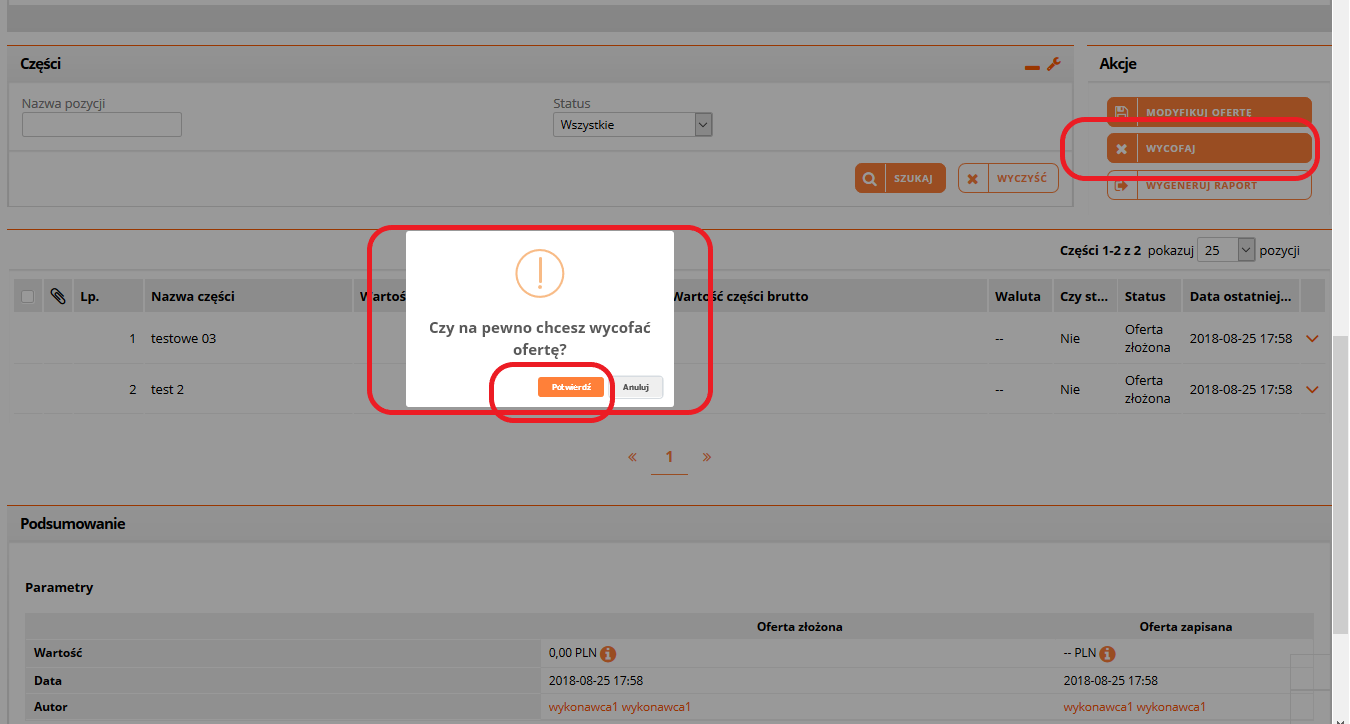 Części
Akcje
Nazwa pozycji
Status
Wszystkie
MODYFIKUJ OFERTĘ
WYCOFAJ
WYGENERUJ RAPORT
SZUKAJ
WYCZYŚĆ
Części 1-2 z 2 pokazuj 25 pozycji
Lp. Nazwa części Wartość części brutto Waluta Czy st... Status Data ostatniej...
1 testowe 03 -- Nie Oferta złożona 2018-08-25 17:58
2 test 2 -- Nie Oferta złożona 2018-08-25 17:58
Czy na pewno chcesz wycofać
ofertę?
Potwierdź Anuluj
« 1 »
Podsumowanie
Parametry
Oferta złożona Oferta zapisana
Wartość 0,00 PLN -- PLN
Data 2018-08-25 17:58 2018-08-25 17:58
Autor wykonawca1 wykonawca1 wykonawca1 wykonawca1